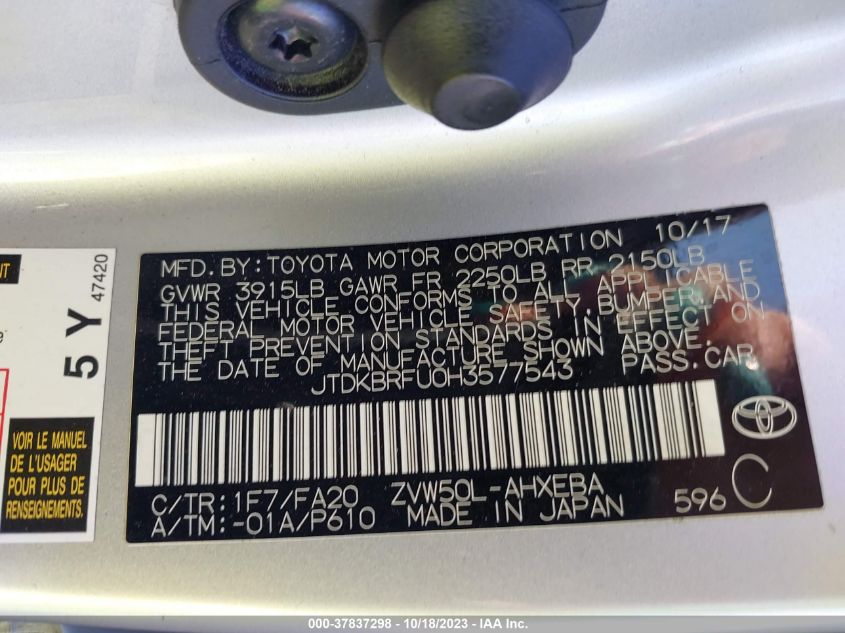 MFD. BY: TOYOTA MOTOR CORPORATION 10/17
GVWR 3915LB GAWR FR 2250LB RR 2150LB
THIS VEHICLE CONFORMS TO ALL APPLICABLE
FEDERAL MOTOR VEHICLE SAFETY, BUMPER, AND
THEFT PREVENTION STANDARDS IN EFFECT ON
THE DATE OF MANUFACTURE SHOWN ABOVE.
JTDKBRFU0H3577543 PASS. CAR
C/TR: 1F7/FA20 ZVW50L-AHXEBA
A/TM: -01A/P610 MADE IN JAPAN 596 C
5 Y 47420
VOIR LE MANUEL
DE L'USAGER
POUR PLUS DE
RENSEIGNEMENTS.
000-37837298 - 10/18/2023 - IAA Inc.